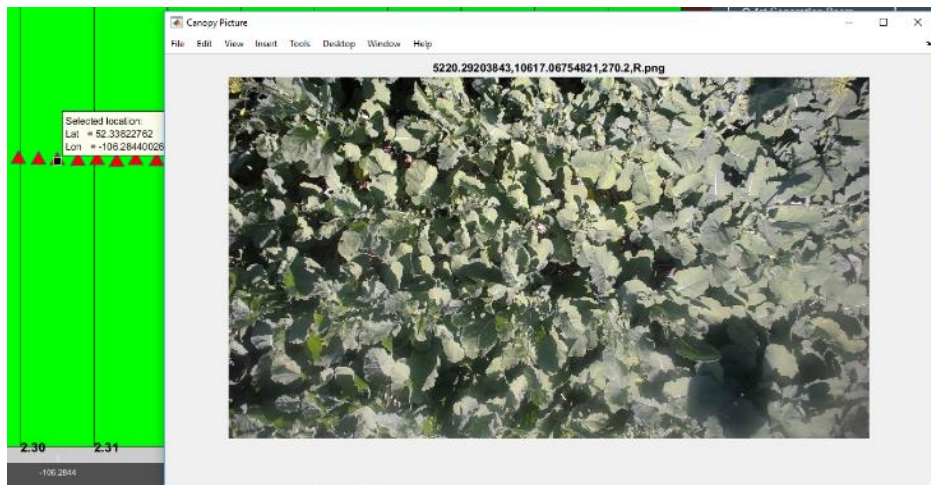 Canopy Picture
File Edit View Insert Tools Desktop Window Help
5220.29203843,10617.06754821,270.2,R.png
Selected location:
Lat = 52.33822762
Lon = -106.28440026
2.30 2.31
-106.2844